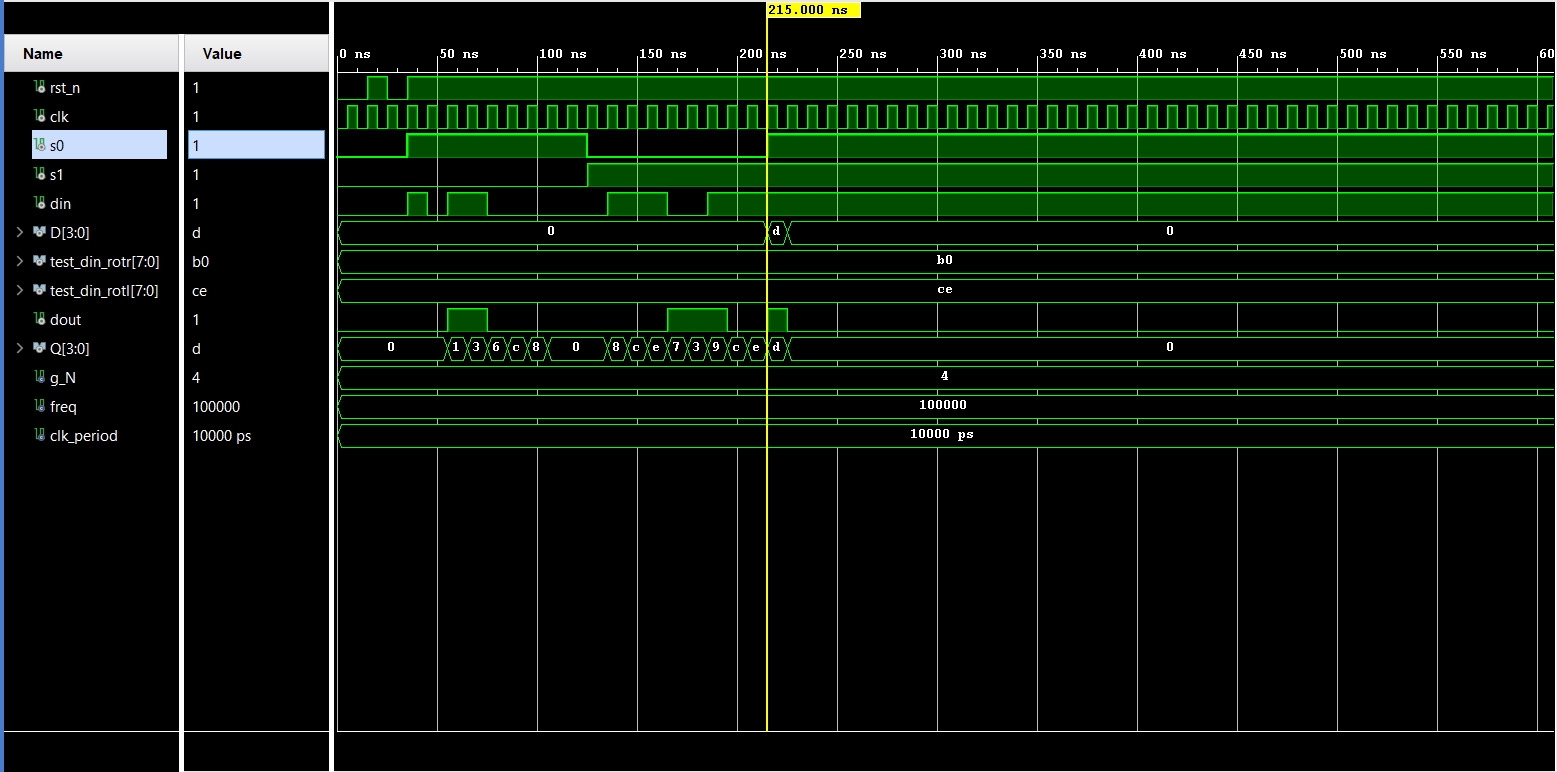 215.000 ns
Name Value 0 ns 50 ns 100 ns 150 ns 200 ns 250 ns 300 ns 350 ns 400 ns 450 ns 500 ns 550 ns 60
rst_n 1
clk 1
s0 1
s1 1
din 1
D[3:0] d 0 d 0
test_din_rotr[7:0] b0 b0
test_din_rotl[7:0] ce ce
dout 1
Q[3:0] d 0 1 3 6 c 8 0 8 c e 7 3 9 c e d 0
g_N 4 4
freq 100000 100000
clk_period 10000 ps 10000 ps